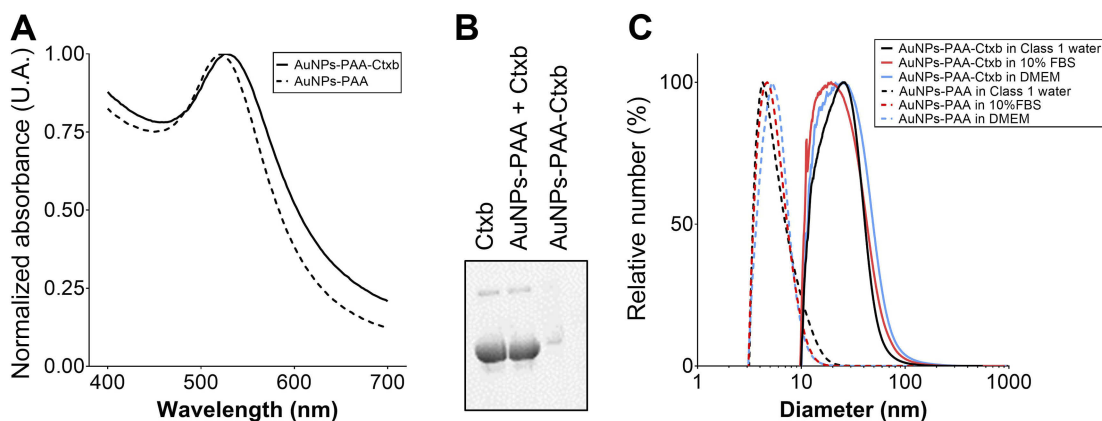 A
Normalized absorbance (U.A.)
1.00
0.75
0.50
0.25
0.00
400
500
600
700
Wavelength (nm)
AuNPs-PAA-Ctxb
AuNPs-PAA
B
Ctxb
AuNPs-PAA + Ctxb
AuNPs-PAA-Ctxb
C
AuNPs-PAA-Ctxb in Class 1 water
AuNPs-PAA-Ctxb in 10% FBS
AuNPs-PAA-Ctxb in DMEM
AuNPs-PAA in Class 1 water
AuNPs-PAA in 10%FBS
AuNPs-PAA in DMEM
Relative number (%)
100
50
1
10
100
1000
Diameter (nm)